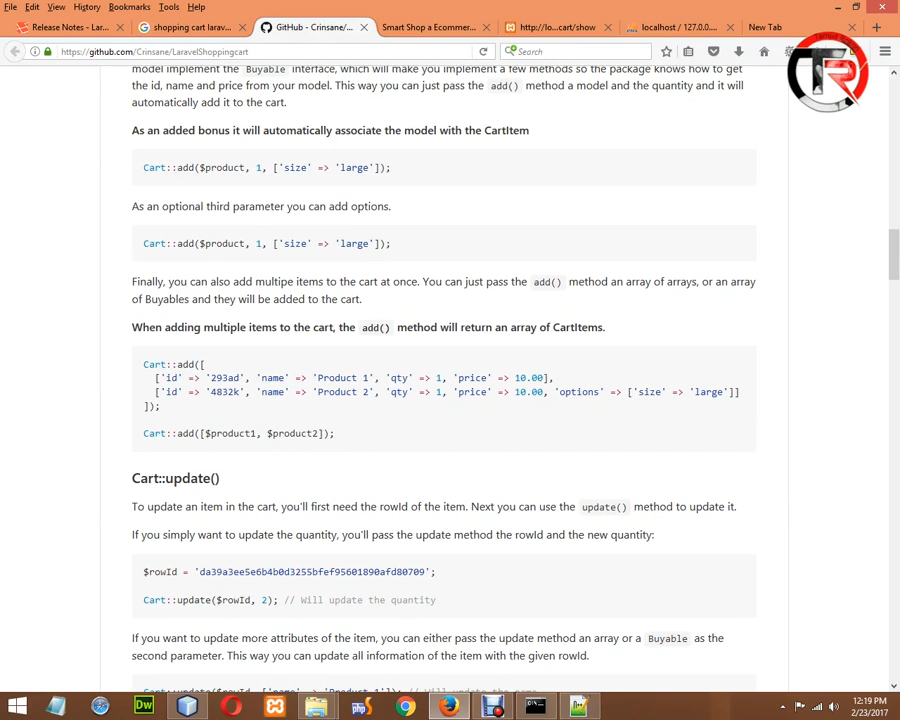 File Edit View History Bookmarks Tools Help
Release Notes - Lar...
shopping cart larav...
GitHub - Crinsane/...
Smart Shop a Ecommer...
http://lo...cart/show
localhost / 127.0.0...
New Tab
https://github.com/Crinsane/LaravelShoppingcart
Search
model implement the Buyable interface, which will make you implement a few methods so the package knows how to get
the id, name and price from your model. This way you can just pass the add() method a model and the quantity and it will
automatically add it to the cart.
As an added bonus it will automatically associate the model with the CartItem
Cart::add($product, 1, ['size' => 'large']);
As an optional third parameter you can add options.
Cart::add($product, 1, ['size' => 'large']);
Finally, you can also add multipe items to the cart at once. You can just pass the add() method an array of arrays, or an array
of Buyables and they will be added to the cart.
When adding multiple items to the cart, the add() method will return an array of CartItems.
Cart::add([
['id' => '293ad', 'name' => 'Product 1', 'qty' => 1, 'price' => 10.00],
['id' => '4832k', 'name' => 'Product 2', 'qty' => 1, 'price' => 10.00, 'options' => ['size' => 'large']]
]);
Cart::add([$product1, $product2]);
Cart::update()
To update an item in the cart, you'll first need the rowId of the item. Next you can use the update() method to update it.
If you simply want to update the quantity, you'll pass the update method the rowId and the new quantity:
$rowId = 'da39a3ee5e6b4b0d3255bfef95601890afd80709';
Cart::update($rowId, 2); // Will update the quantity
If you want to update more attributes of the item, you can either pass the update method an array or a Buyable as the
second parameter. This way you can update all information of the item with the given rowId.
Cart::update($rowId, ['name' => 'Product 1']); // Will update the name
Dw
12:19 PM
2/23/2017